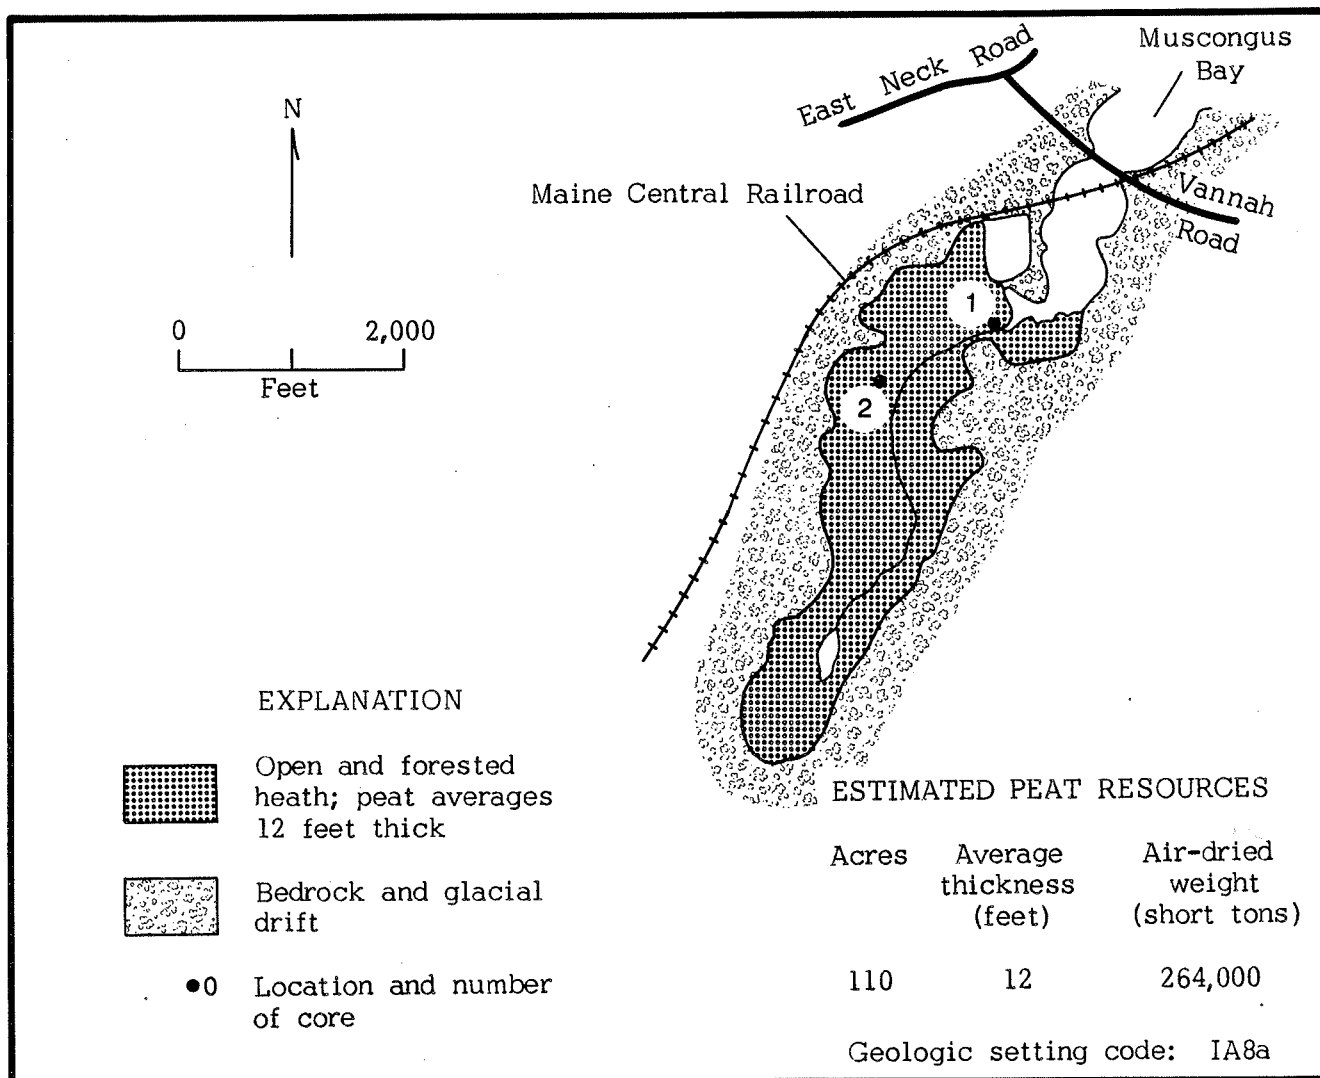 Muscongus
Bay
East Neck Road
N
Maine Central Railroad
Vannah
Road
1
0 2,000
Feet
2
EXPLANATION
Open and forested
heath; peat averages
12 feet thick
Bedrock and glacial
drift
●0 Location and number
of core
ESTIMATED PEAT RESOURCES
Acres Average Air-dried
thickness weight
(feet) (short tons)
110 12 264,000
Geologic setting code: IA8a